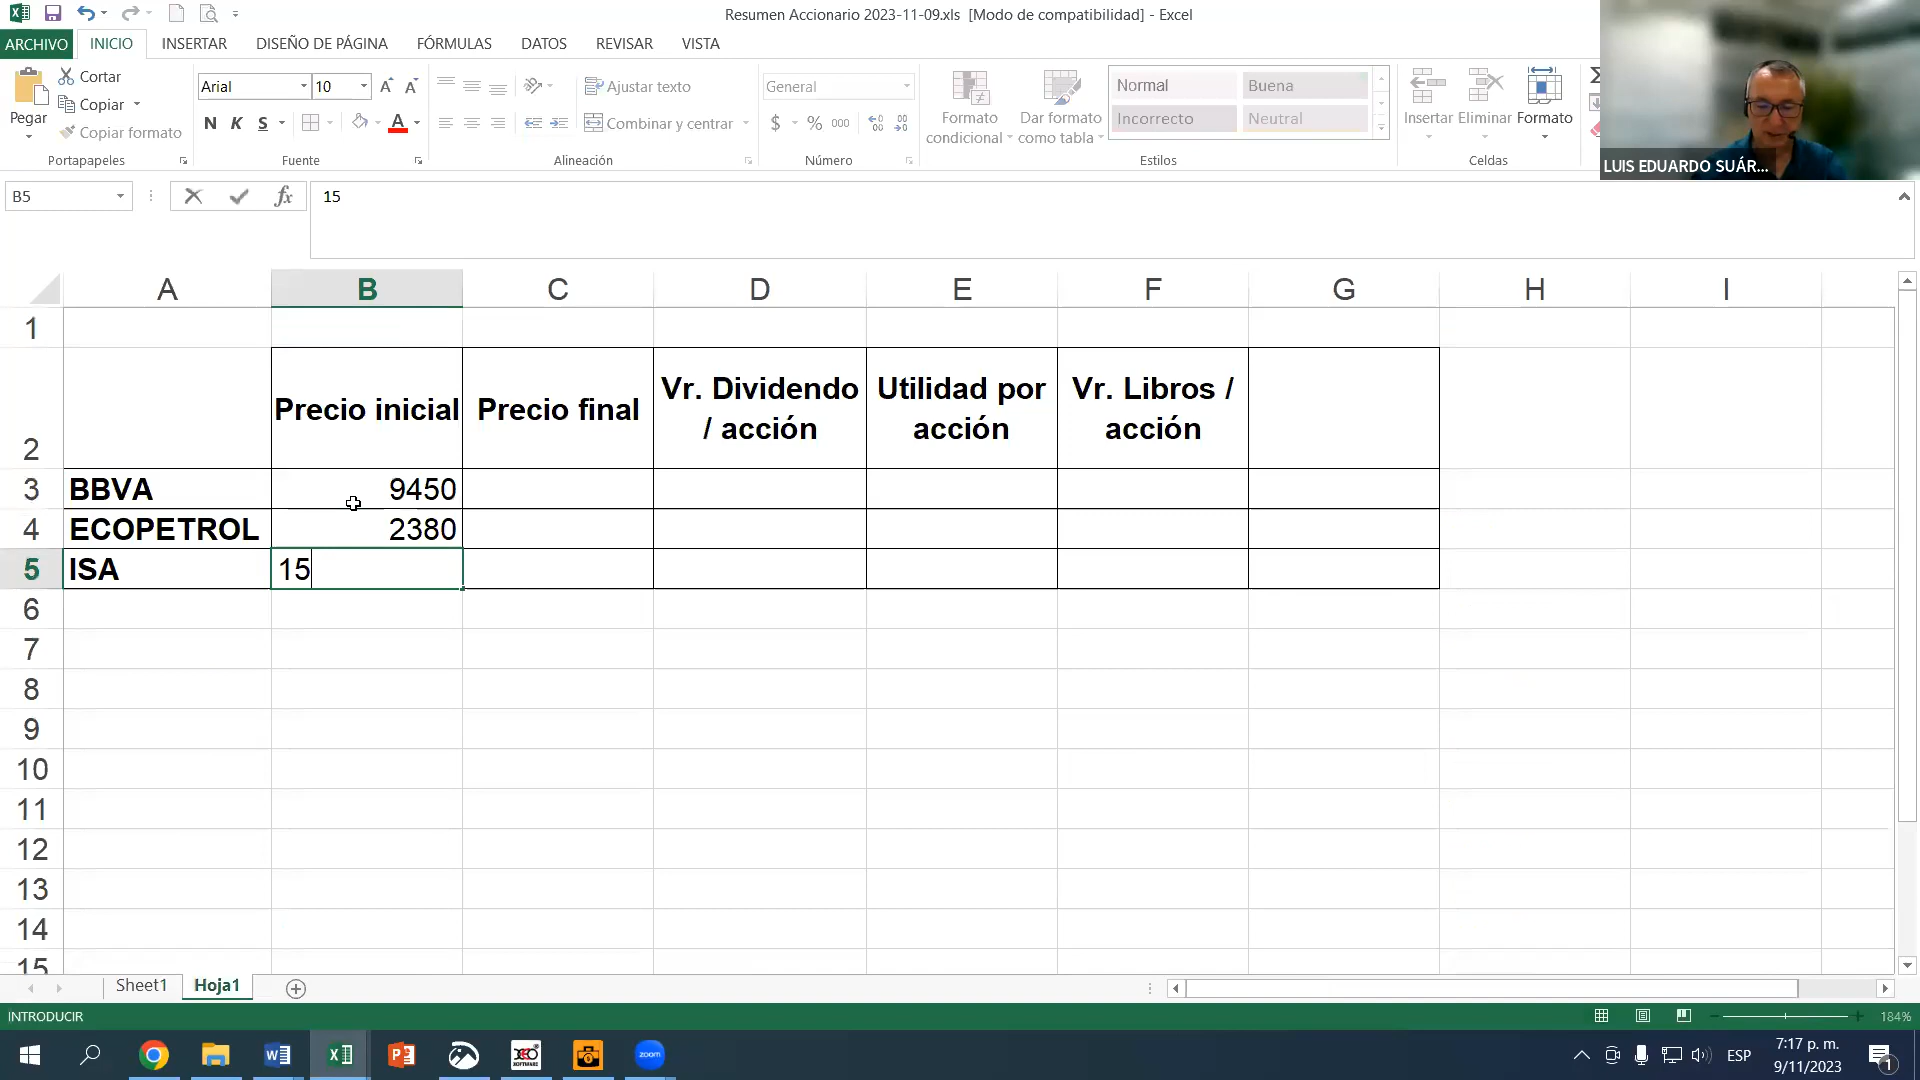 Resumen Accionario 2023-11-09.xls [Modo de compatibilidad] - Excel
ARCHIVO INICIO INSERTAR DISEÑO DE PÁGINA FÓRMULAS DATOS REVISAR VISTA
Pegar
Cortar
Copiar
Copiar formato
Portapapeles
Arial 10
N K S A
Fuente
Ajustar texto
Combinar y centrar
Alineación
General
$ % 000
Número
Formato condicional
Dar formato como tabla
Normal Buena
Incorrecto Neutral
Estilos
Insertar Eliminar Formato
Celdas
LUIS EDUARDO SUÁR...
B5 fx 15
A B C D E F G H I
1
2 Precio inicial Precio final Vr. Dividendo / acción Utilidad por acción Vr. Libros / acción
3 BBVA 9450
4 ECOPETROL 2380
5 ISA 15
6
7
8
9
10
11
12
13
14
15
Sheet1 Hoja1
INTRODUCIR 184%
zoom
ESP
7:17 p. m.
9/11/2023
1